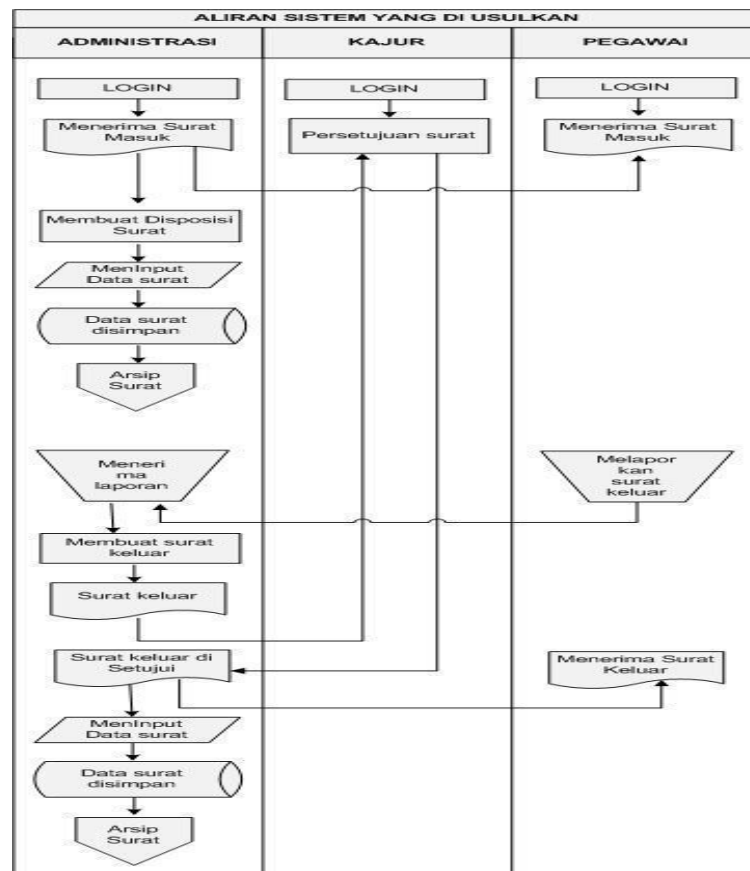 ALIRAN SISTEM YANG DI USULKAN
ADMINISTRASI
KAJUR
PEGAWAI
LOGIN
LOGIN
LOGIN
Menerima Surat
Masuk
Persetujuan surat
Menerima Surat
Masuk
Membuat Disposisi
Surat
MenInput
Data surat
Data surat
disimpan
Arsip
Surat
Meneri
ma
laporan
Melapor
kan
surat
keluar
Membuat surat
keluar
Surat keluar
Surat keluar di
Setujui
Menerima Surat
Keluar
MenInput
Data surat
Data surat
disimpan
Arsip
Surat